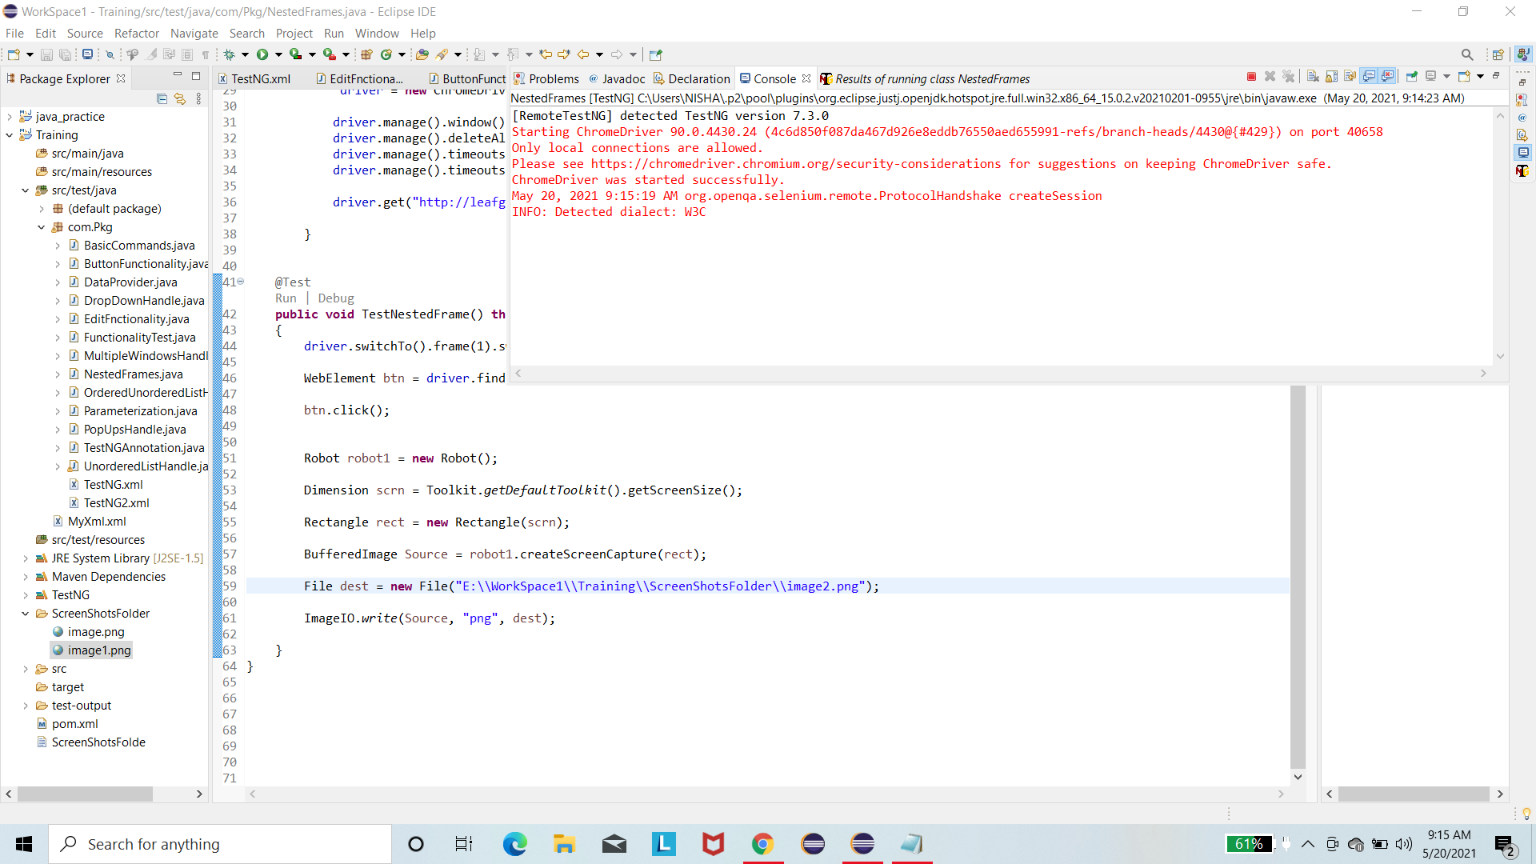 WorkSpace1 - Training/src/test/java/com/Pkg/NestedFrames.java - Eclipse IDE
File Edit Source Refactor Navigate Search Project Run Window Help
Package Explorer
TestNG.xml
EditFnctiona...
ButtonFunct
Problems
Javadoc
Declaration
Console
Results of running class NestedFrames
java_practice
Training
src/main/java
src/main/resources
src/test/java
(default package)
com.Pkg
BasicCommands.java
ButtonFunctionality.java
DataProvider.java
DropDownHandle.java
EditFnctionality.java
FunctionalityTest.java
MultipleWindowsHandl
NestedFrames.java
OrderedUnorderedListH
Parameterization.java
PopUpsHandle.java
TestNGAnnotation.java
UnorderedListHandle.ja
TestNG.xml
TestNG2.xml
MyXml.xml
src/test/resources
JRE System Library [J2SE-1.5]
Maven Dependencies
TestNG
ScreenShotsFolder
image.png
image1.png
src
target
test-output
pom.xml
ScreenShotsFolde
29 driver = new ChromeDriv
30
31 driver.manage().window()
32 driver.manage().deleteAl
33 driver.manage().timeouts
34 driver.manage().timeouts
35
36 driver.get("http://leafg
37
38 }
39
40
41 @Test
Run | Debug
42 public void TestNestedFrame() th
43 {
44 driver.switchTo().frame(1).s
45
46 WebElement btn = driver.find
47
48 btn.click();
49
50
51 Robot robot1 = new Robot();
52
53 Dimension scrn = Toolkit.getDefaultToolkit().getScreenSize();
54
55 Rectangle rect = new Rectangle(scrn);
56
57 BufferedImage Source = robot1.createScreenCapture(rect);
58
59 File dest = new File("E:\\WorkSpace1\\Training\\ScreenShotsFolder\\image2.png");
60
61 ImageIO.write(Source, "png", dest);
62
63 }
64 }
65
66
67
68
69
70
71
NestedFrames [TestNG] C:\Users\NISHA\.p2\pool\plugins\org.eclipse.justj.openjdk.hotspot.jre.full.win32.x86_64_15.0.2.v20210201-0955\jre\bin\javaw.exe (May 20, 2021, 9:14:23 AM)
[RemoteTestNG] detected TestNG version 7.3.0
Starting ChromeDriver 90.0.4430.24 (4c6d850f087da467d926e8eddb76550aed655991-refs/branch-heads/4430@{#429}) on port 40658
Only local connections are allowed.
Please see https://chromedriver.chromium.org/security-considerations for suggestions on keeping ChromeDriver safe.
ChromeDriver was started successfully.
May 20, 2021 9:15:19 AM org.openqa.selenium.remote.ProtocolHandshake createSession
INFO: Detected dialect: W3C
Search for anything
L
61%
9:15 AM
5/20/2021
2